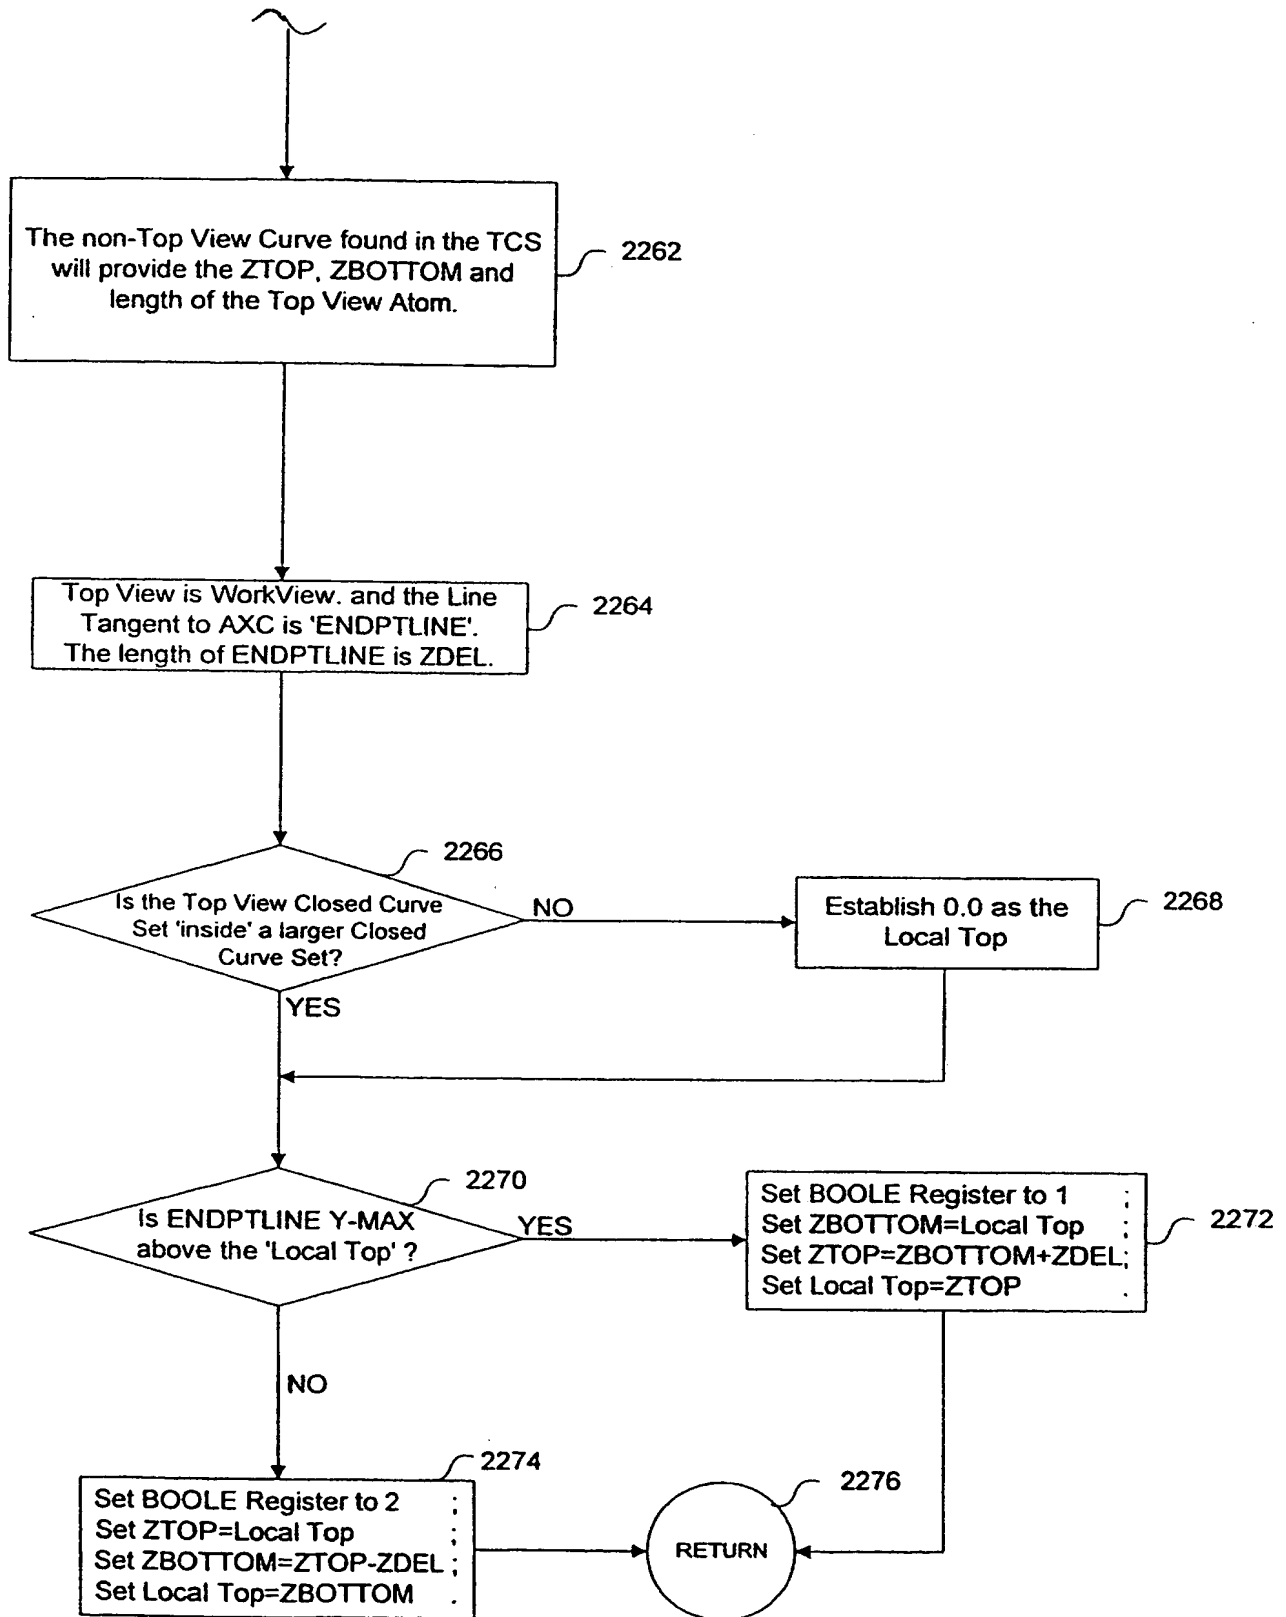 The non-Top View Curve found in the TCS
will provide the ZTOP, ZBOTTOM and
length of the Top View Atom.
2262
Top View is WorkView. and the Line
Tangent to AXC is 'ENDPTLINE'.
The length of ENDPTLINE is ZDEL.
2264
2266
Is the Top View Closed Curve
Set 'inside' a larger Closed
Curve Set?
NO
Establish 0.0 as the
Local Top
2268
YES
2270
Is ENDPTLINE Y-MAX
above the 'Local Top' ?
YES
Set BOOLE Register to 1 ;
Set ZBOTTOM=Local Top ;
Set ZTOP=ZBOTTOM+ZDEL;
Set Local Top=ZTOP .
2272
NO
2274
Set BOOLE Register to 2 ;
Set ZTOP=Local Top ;
Set ZBOTTOM=ZTOP-ZDEL ;
Set Local Top=ZBOTTOM .
2276
RETURN